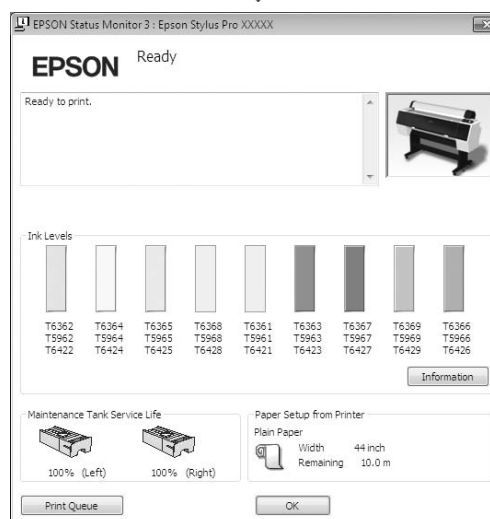 EPSON Status Monitor 3 : Epson Stylus Pro XXXXX
EPSON
Ready
Ready to print.
Ink Levels
T6362 T6364 T6365 T6368 T6361 T6363 T6367 T6369 T6366
T5962 T5964 T5965 T5968 T5961 T5963 T5967 T5969 T5966
T6422 T6424 T6425 T6428 T6421 T6423 T6427 T6429 T6426
Information
Maintenance Tank Service Life
100% (Left) 100% (Right)
Paper Setup from Printer
Plain Paper
Width 44 inch
Remaining 10.0 m
Print Queue
OK